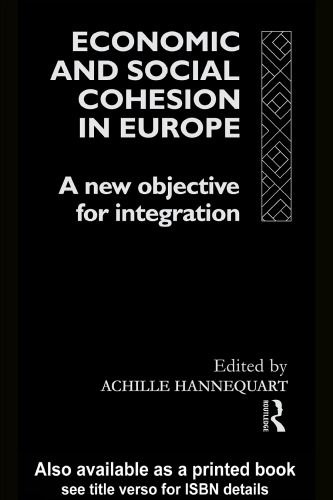 ECONOMIC
AND SOCIAL
COHESION
IN EUROPE
A new objective
for integration
Edited by
ACHILLE HANNEQUART
ROUTLEDGE
Also available as a printed book
see title verso for ISBN details